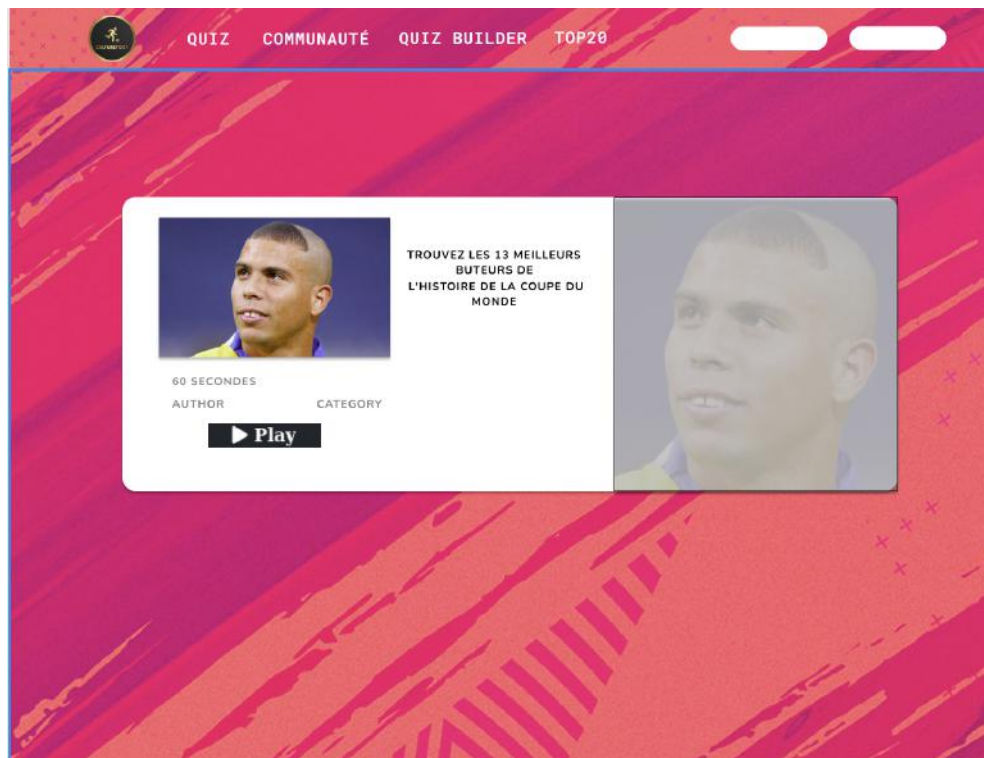 QUIZ COMMUNAUTÉ QUIZ BUILDER TOP20
TROUVEZ LES 13 MEILLEURS
BUTEURS DE
L'HISTOIRE DE LA COUPE DU
MONDE
60 SECONDES
AUTHOR CATEGORY
Play